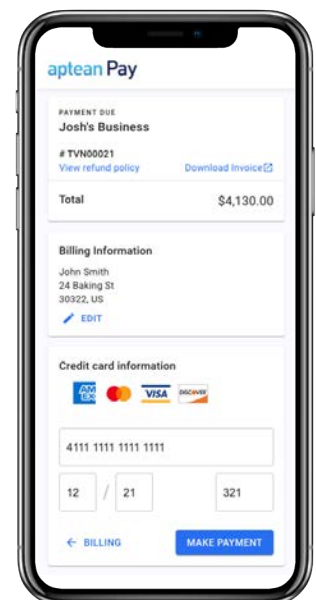 aptean Pay
PAYMENT DUE
Josh's Business
# TVN00021
View refund policy Download Invoice
Total $4,130.00
Billing Information
John Smith
24 Baking St
30322, US
EDIT
Credit card information
AM EX VISA DISCOVER
4111 1111 1111 1111
12 / 21 321
← BILLING MAKE PAYMENT